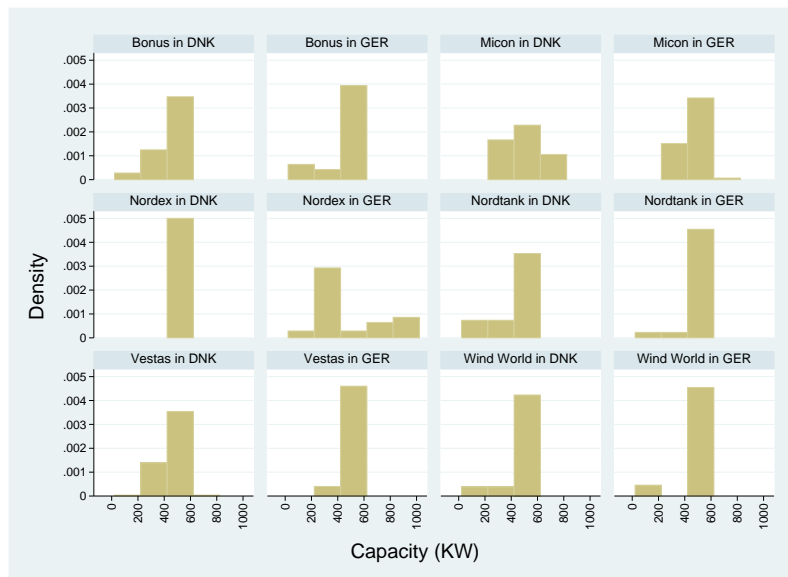 Bonus in DNK
Bonus in GER
Micon in DNK
Micon in GER
.005
.004
.003
.002
.001
0
Nordex in DNK
Nordex in GER
Nordtank in DNK
Nordtank in GER
.005
.004
.003
.002
.001
0
Density
Vestas in DNK
Vestas in GER
Wind World in DNK
Wind World in GER
.005
.004
.003
.002
.001
0
0 200 400 600 800 1000
0 200 400 600 800 1000
0 200 400 600 800 1000
0 200 400 600 800 1000
Capacity (KW)